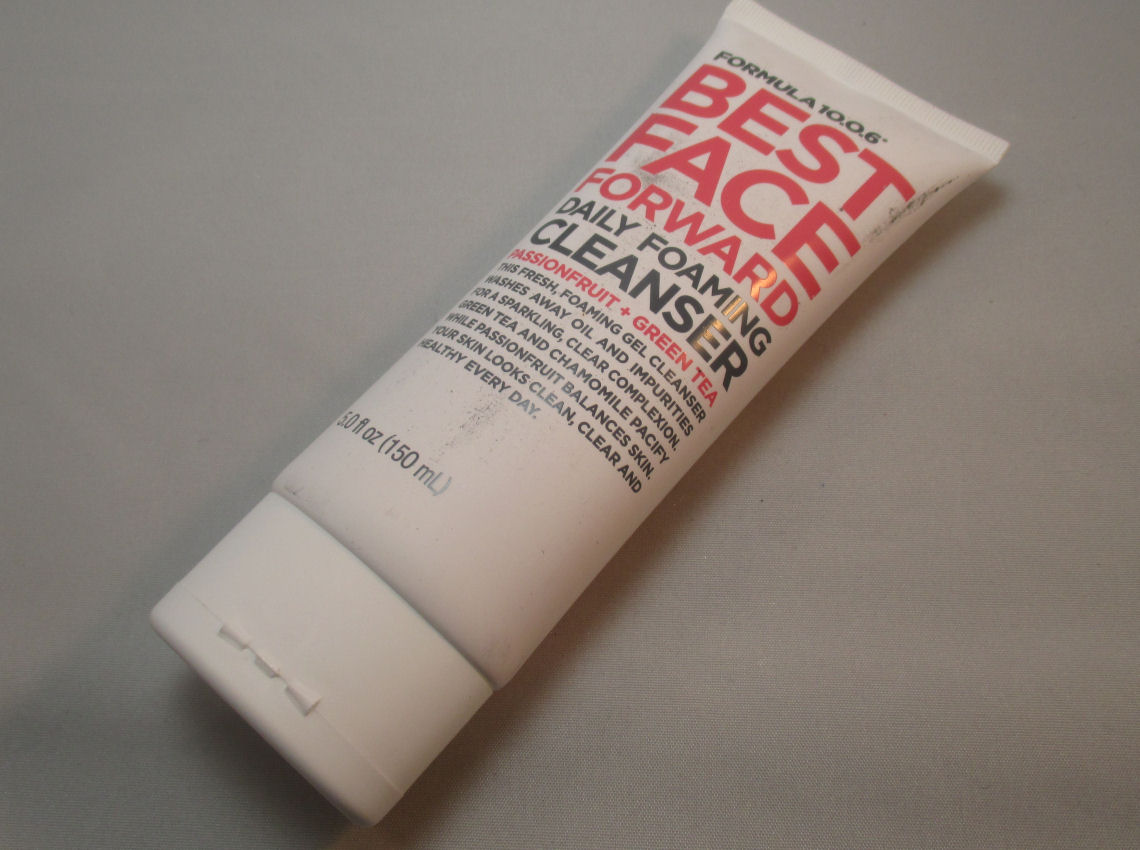 FORMULA 10.0.6
BEST
FACE
FORWARD
DAILY FOAMING
CLEANSER
PASSIONFRUIT + GREEN TEA
THIS FRESH, FOAMING GEL CLEANSER
WASHES AWAY OIL AND IMPURITIES
FOR A SPARKLING, CLEAR COMPLEXION.
GREEN TEA AND CHAMOMILE PACIFY
WHILE PASSIONFRUIT BALANCES SKIN.
YOUR SKIN LOOKS CLEAN, CLEAR AND
HEALTHY EVERY DAY.
5.0 fl oz (150 mL)